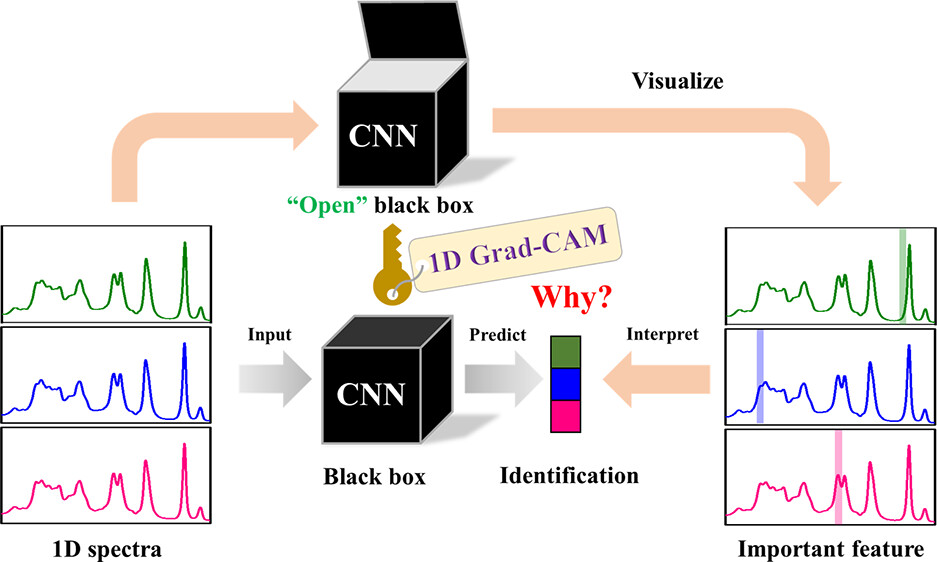 Visualize
CNN
“Open” black box
1D Grad-CAM
Why?
Input
Predict
Interpret
CNN
Black box
Identification
1D spectra
Important feature